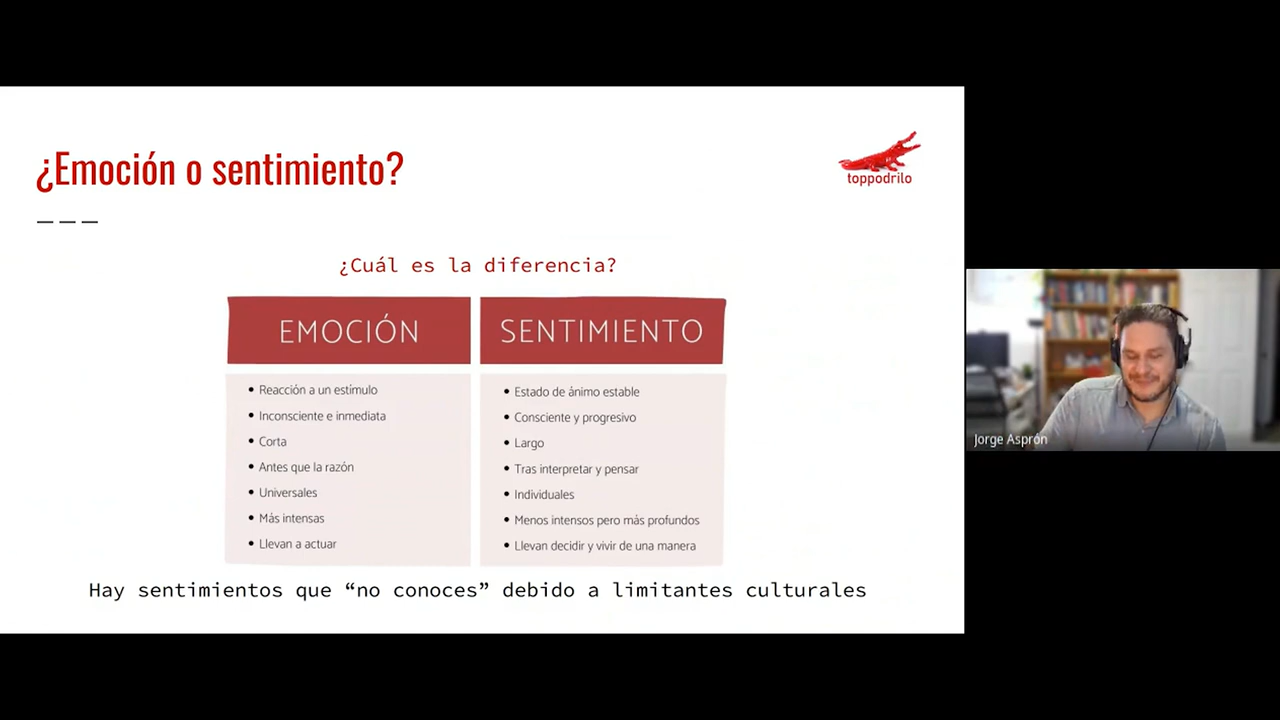 ¿Emoción o sentimiento?
toppodrilo
¿Cuál es la diferencia?
EMOCIÓN
Reacción a un estímulo
Inconsciente e inmediata
Corta
Antes que la razón
Universales
Más intensas
Llevan a actuar
SENTIMIENTO
Estado de ánimo estable
Consciente y progresivo
Largo
Tras interpretar y pensar
Individuales
Menos intensos pero más profundos
Llevan decidir y vivir de una manera
Hay sentimientos que “no conoces” debido a limitantes culturales
Jorge Asprón